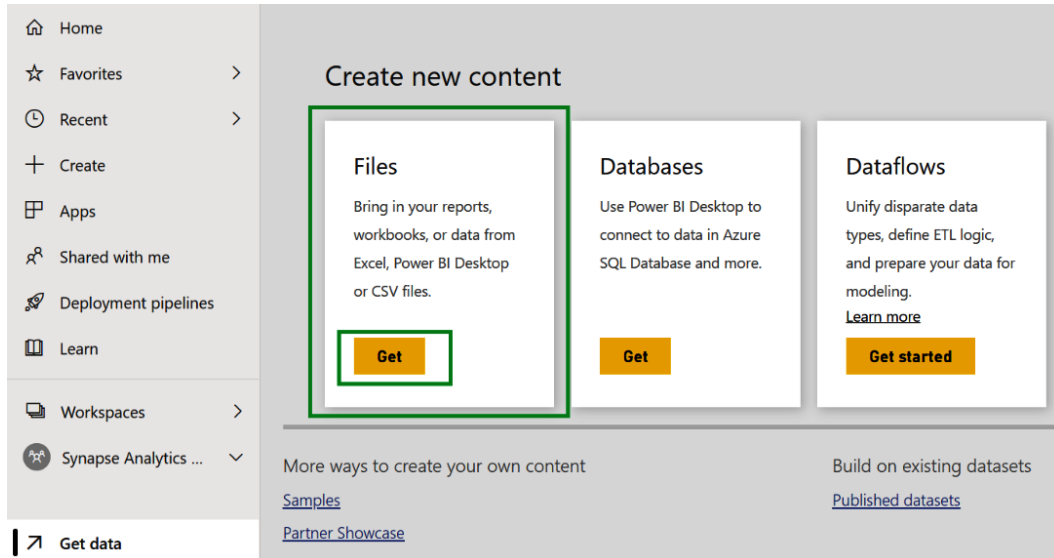 Home
Favorites
Recent
Create
Apps
Shared with me
Deployment pipelines
Learn
Workspaces
Synapse Analytics ...
Get data
Create new content
Files
Bring in your reports,
workbooks, or data from
Excel, Power BI Desktop
or CSV files.
Get
Databases
Use Power BI Desktop to
connect to data in Azure
SQL Database and more.
Get
Dataflows
Unify disparate data
types, define ETL logic,
and prepare your data for
modeling.
Learn more
Get started
More ways to create your own content
Samples
Partner Showcase
Build on existing datasets
Published datasets